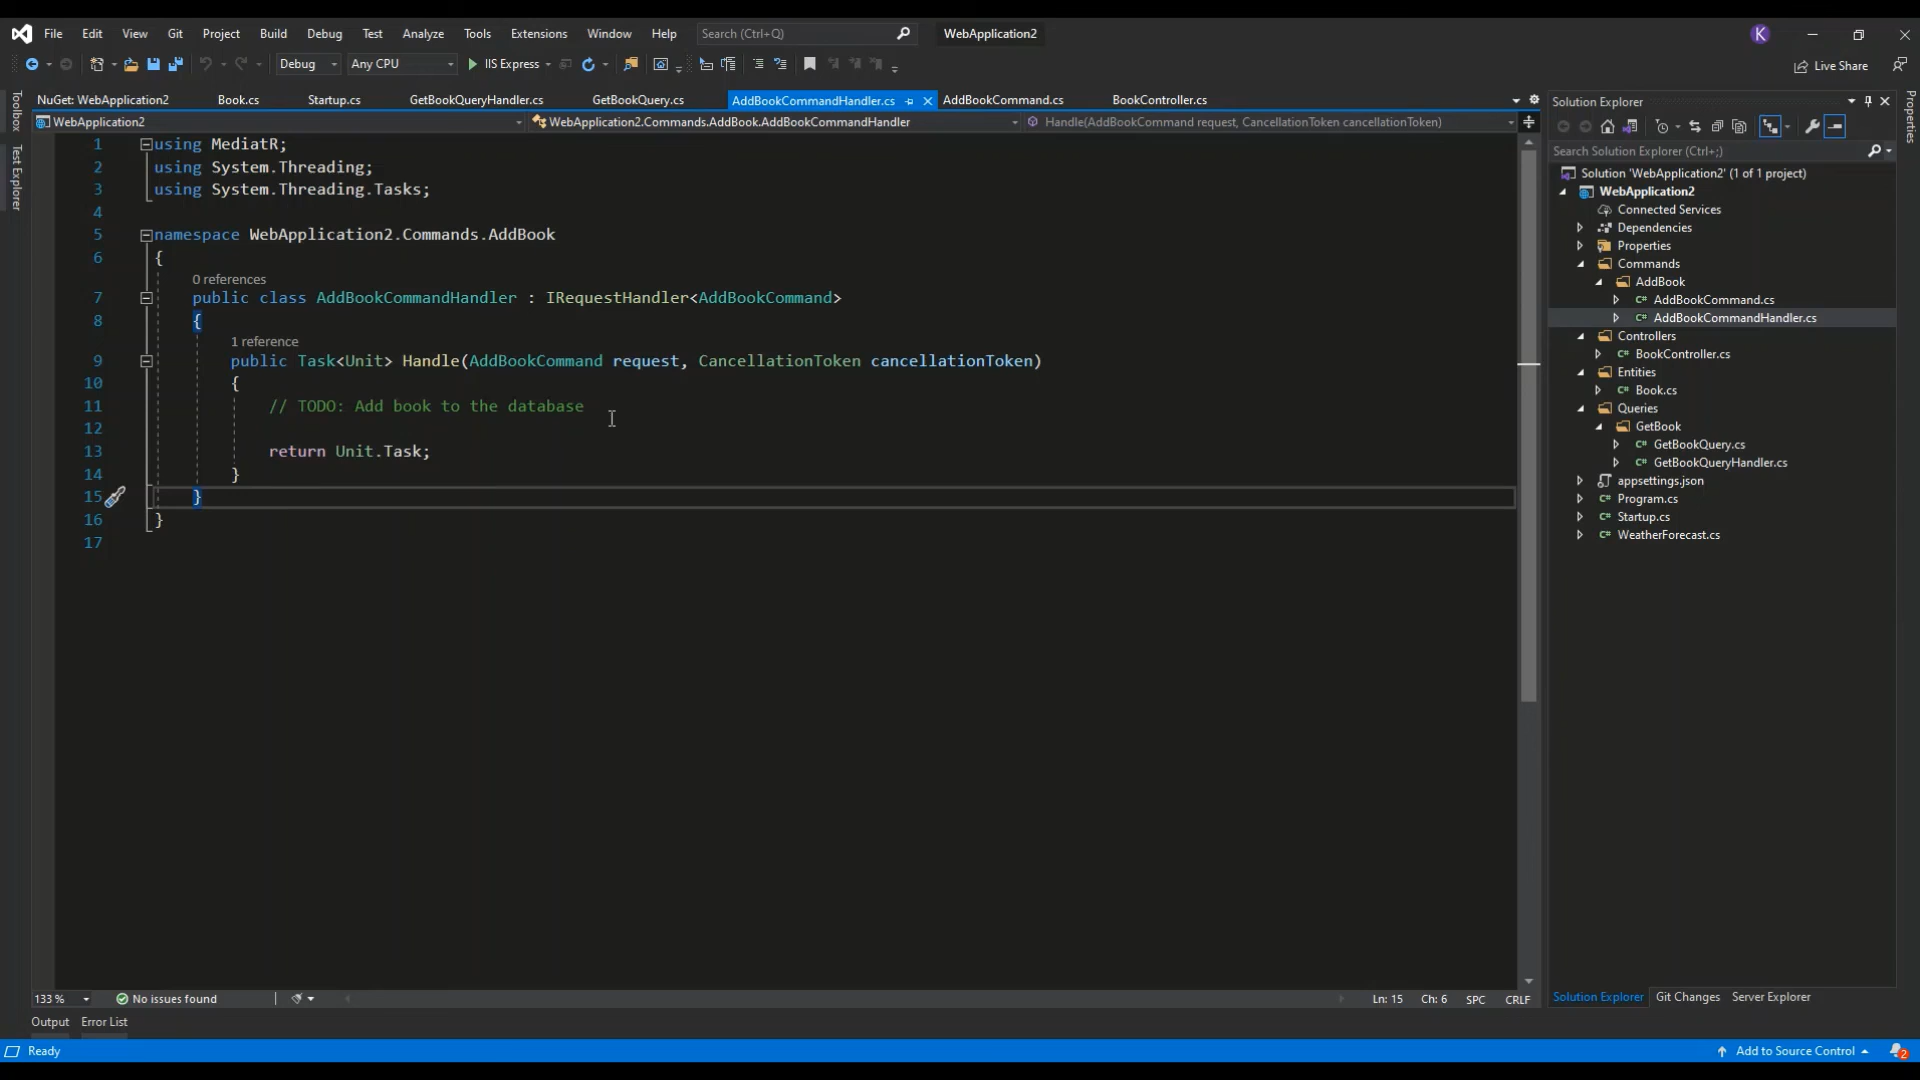 File Edit View Git Project Build Debug Test Analyze Tools Extensions Window Help Search (Ctrl+Q) WebApplication2 K
Debug Any CPU IIS Express Live Share
NuGet: WebApplication2 Book.cs Startup.cs GetBookQueryHandler.cs GetBookQuery.cs AddBookCommandHandler.cs AddBookCommand.cs BookController.cs
WebApplication2 WebApplication2.Commands.AddBook.AddBookCommandHandler Handle(AddBookCommand request, CancellationToken cancellationToken)
Toolbox
Test Explorer
1 using MediatR;
2 using System.Threading;
3 using System.Threading.Tasks;
4
5 namespace WebApplication2.Commands.AddBook
6 {
0 references
7 public class AddBookCommandHandler : IRequestHandler<AddBookCommand>
8 {
1 reference
9 public Task<Unit> Handle(AddBookCommand request, CancellationToken cancellationToken)
10 {
11 // TODO: Add book to the database
12
13 return Unit.Task;
14 }
15 }
16 }
17
133 % No issues found Ln: 15 Ch: 6 SPC CRLF
Output Error List
Solution Explorer
Search Solution Explorer (Ctrl+;)
Solution 'WebApplication2' (1 of 1 project)
WebApplication2
Connected Services
Dependencies
Properties
Commands
AddBook
C# AddBookCommand.cs
C# AddBookCommandHandler.cs
Controllers
C# BookController.cs
Entities
C# Book.cs
Queries
GetBook
C# GetBookQuery.cs
C# GetBookQueryHandler.cs
appsettings.json
C# Program.cs
C# Startup.cs
C# WeatherForecast.cs
Solution Explorer Git Changes Server Explorer
Properties
Ready Add to Source Control 2